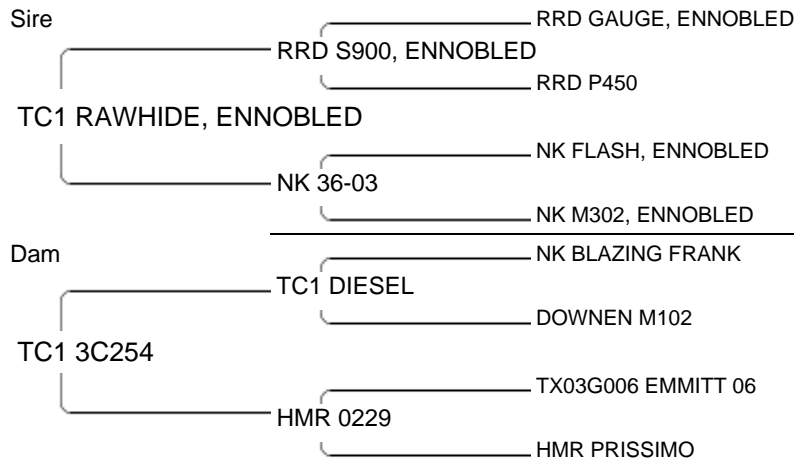 Sire
RRD GAUGE, ENNOBLED
RRD S900, ENNOBLED
RRD P450
TC1 RAWHIDE, ENNOBLED
NK FLASH, ENNOBLED
NK 36-03
NK M302, ENNOBLED
Dam
NK BLAZING FRANK
TC1 DIESEL
DOWNEN M102
TC1 3C254
TX03G006 EMMITT 06
HMR 0229
HMR PRISSIMO